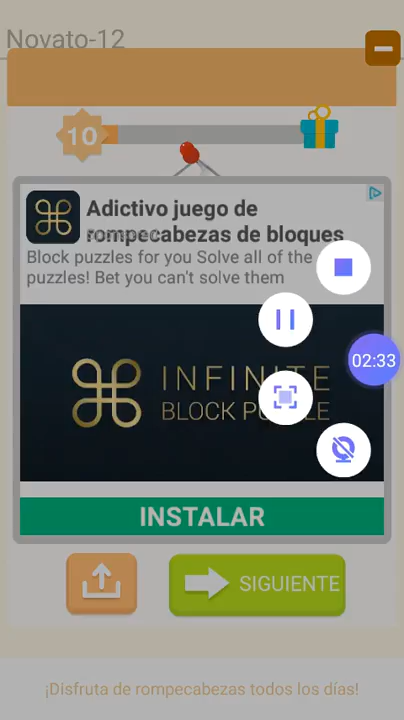 Novato-12
10
Adictivo juego de
rompecabezas de bloques
Block puzzles for you Solve all of the
puzzles! Bet you can't solve them
02:33
INFINITE
BLOCK PUZZLE
INSTALAR
SIGUIENTE
¡Disfruta de rompecabezas todos los días!